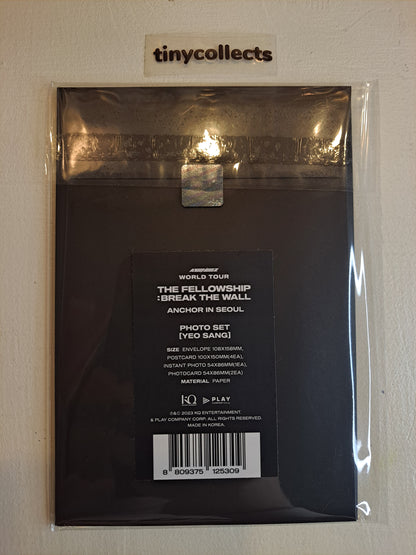 tinycollects
ATEEZ
WORLD TOUR
THE FELLOWSHIP
:BREAK THE WALL
ANCHOR IN SEOUL
PHOTO SET
[YEO SANG]
SIZE ENVELOPE 108X158MM,
POSTCARD 100X150MM(4EA),
INSTANT PHOTO 54X86MM(1EA),
PHOTOCARD 54X86MM(2EA)
MATERIAL PAPER
KQ PLAY
℗&© 2023 KQ ENTERTAINMENT
& PLAY COMPANY CORP. ALL RIGHTS RESERVED.
MADE IN KOREA.
8 809375 125309